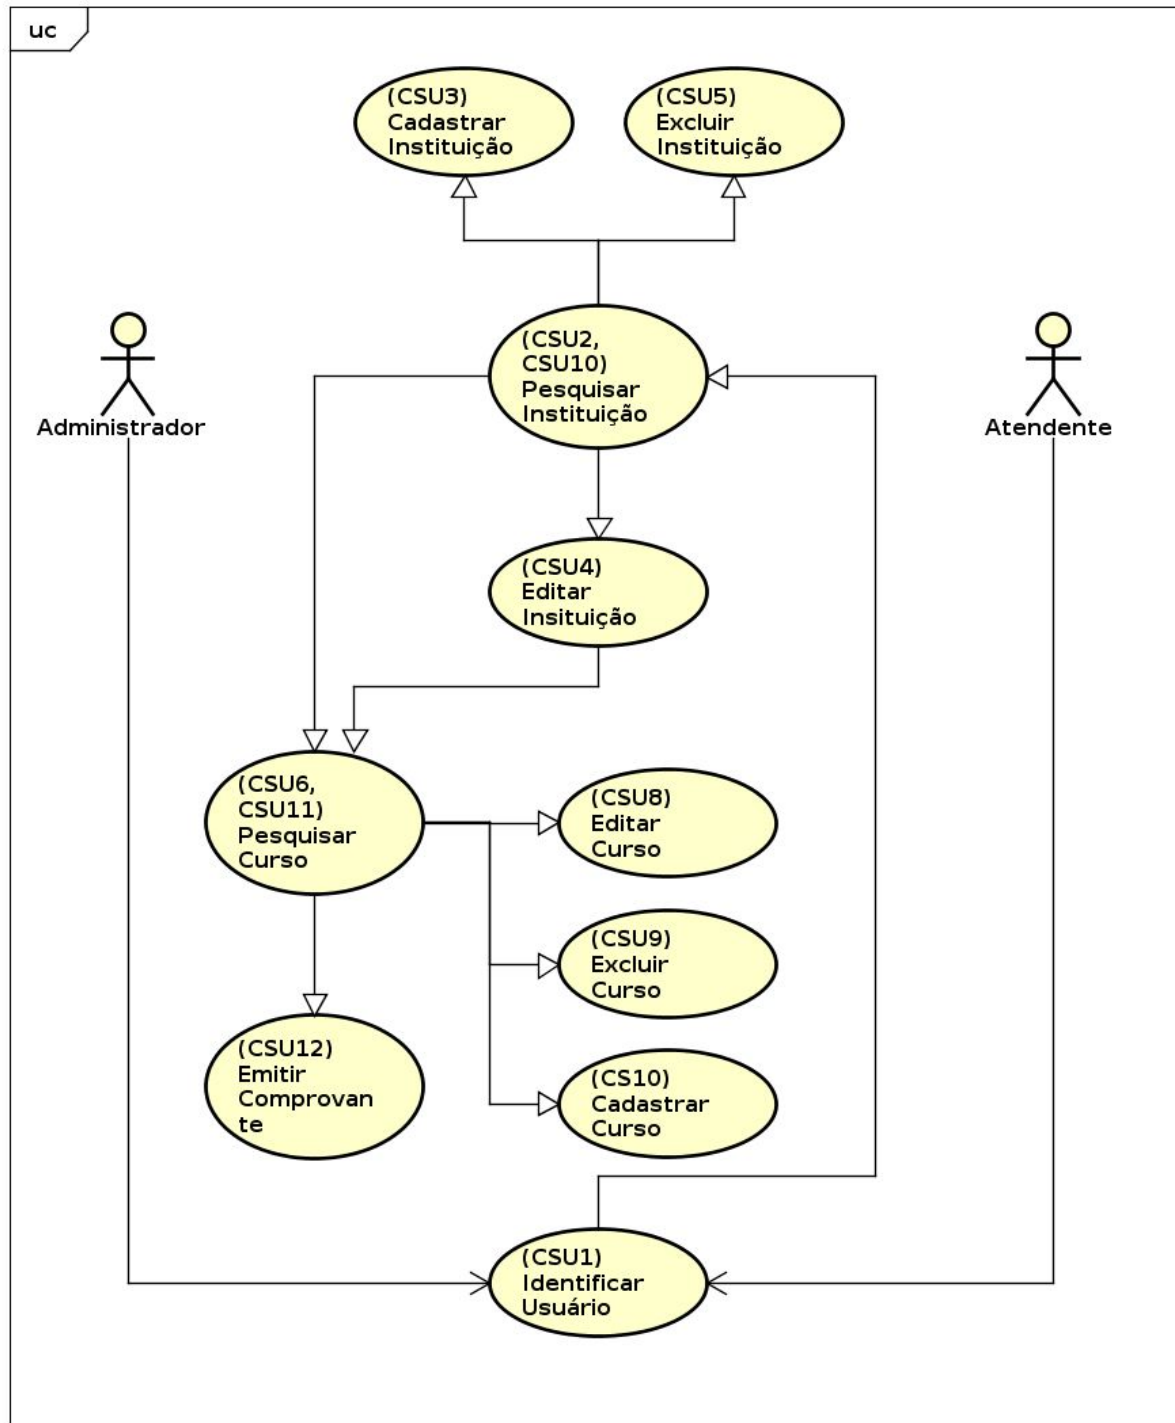 uc
(CSU3)
Cadastrar
Instituição
(CSU5)
Excluir
Instituição
(CSU2,
CSU10)
Pesquisar
Instituição
Administrador
Atendente
(CSU4)
Editar
Insituição
(CSU6,
CSU11)
Pesquisar
Curso
(CSU8)
Editar
Curso
(CSU9)
Excluir
Curso
(CSU12)
Emitir
Comprovan
te
(CS10)
Cadastrar
Curso
(CSU1)
Identificar
Usuário